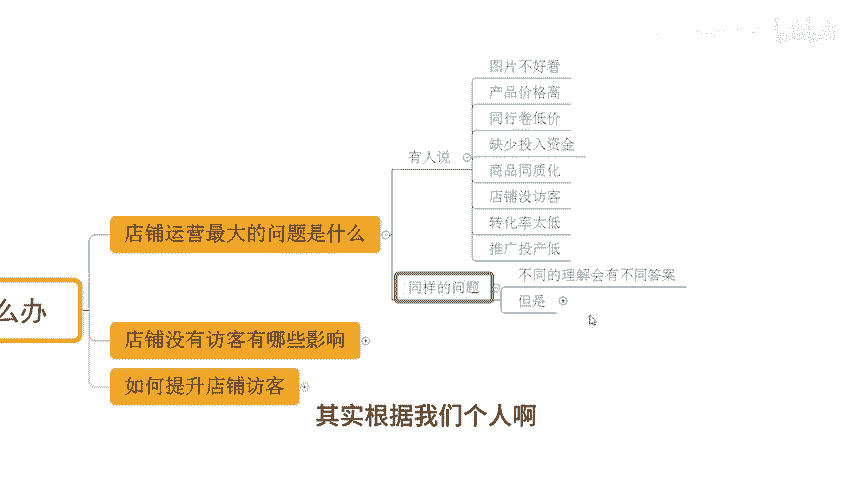 图片不好看
产品价格高
同行卷低价
有人说
缺少投入资金
商品同质化
店铺没访客
转化率太低
推广投产低
店铺运营最大的问题是什么
同样的问题
不同的理解会有不同答案
但是
么办
店铺没有访客有哪些影响
如何提升店铺访客
其实根据我们个人啊